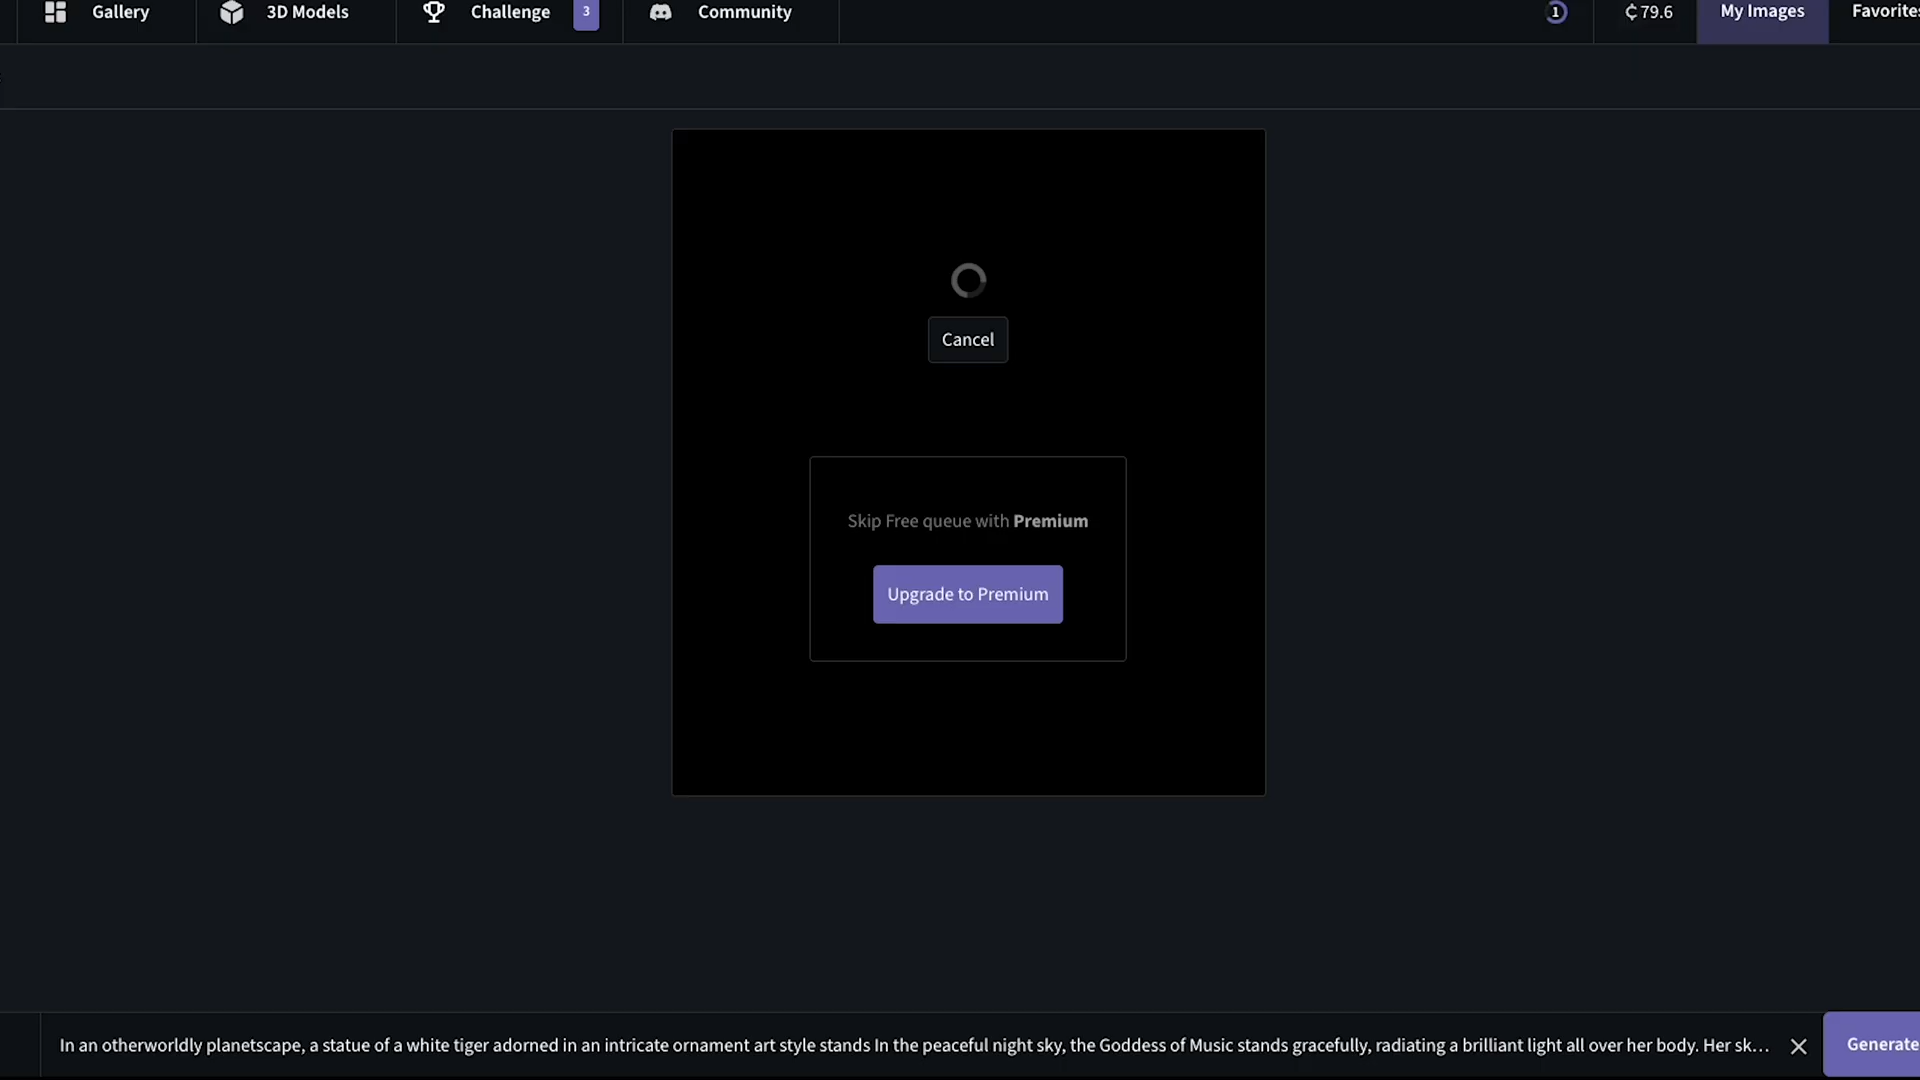 Gallery
3D Models
Challenge
3
Community
1
₵ 79.6
My Images
Favorites
Cancel
Skip Free queue with Premium
Upgrade to Premium
In an otherworldly planetscape, a statue of a white tiger adorned in an intricate ornament art style stands In the peaceful night sky, the Goddess of Music stands gracefully, radiating a brilliant light all over her body. Her sk...
Generate